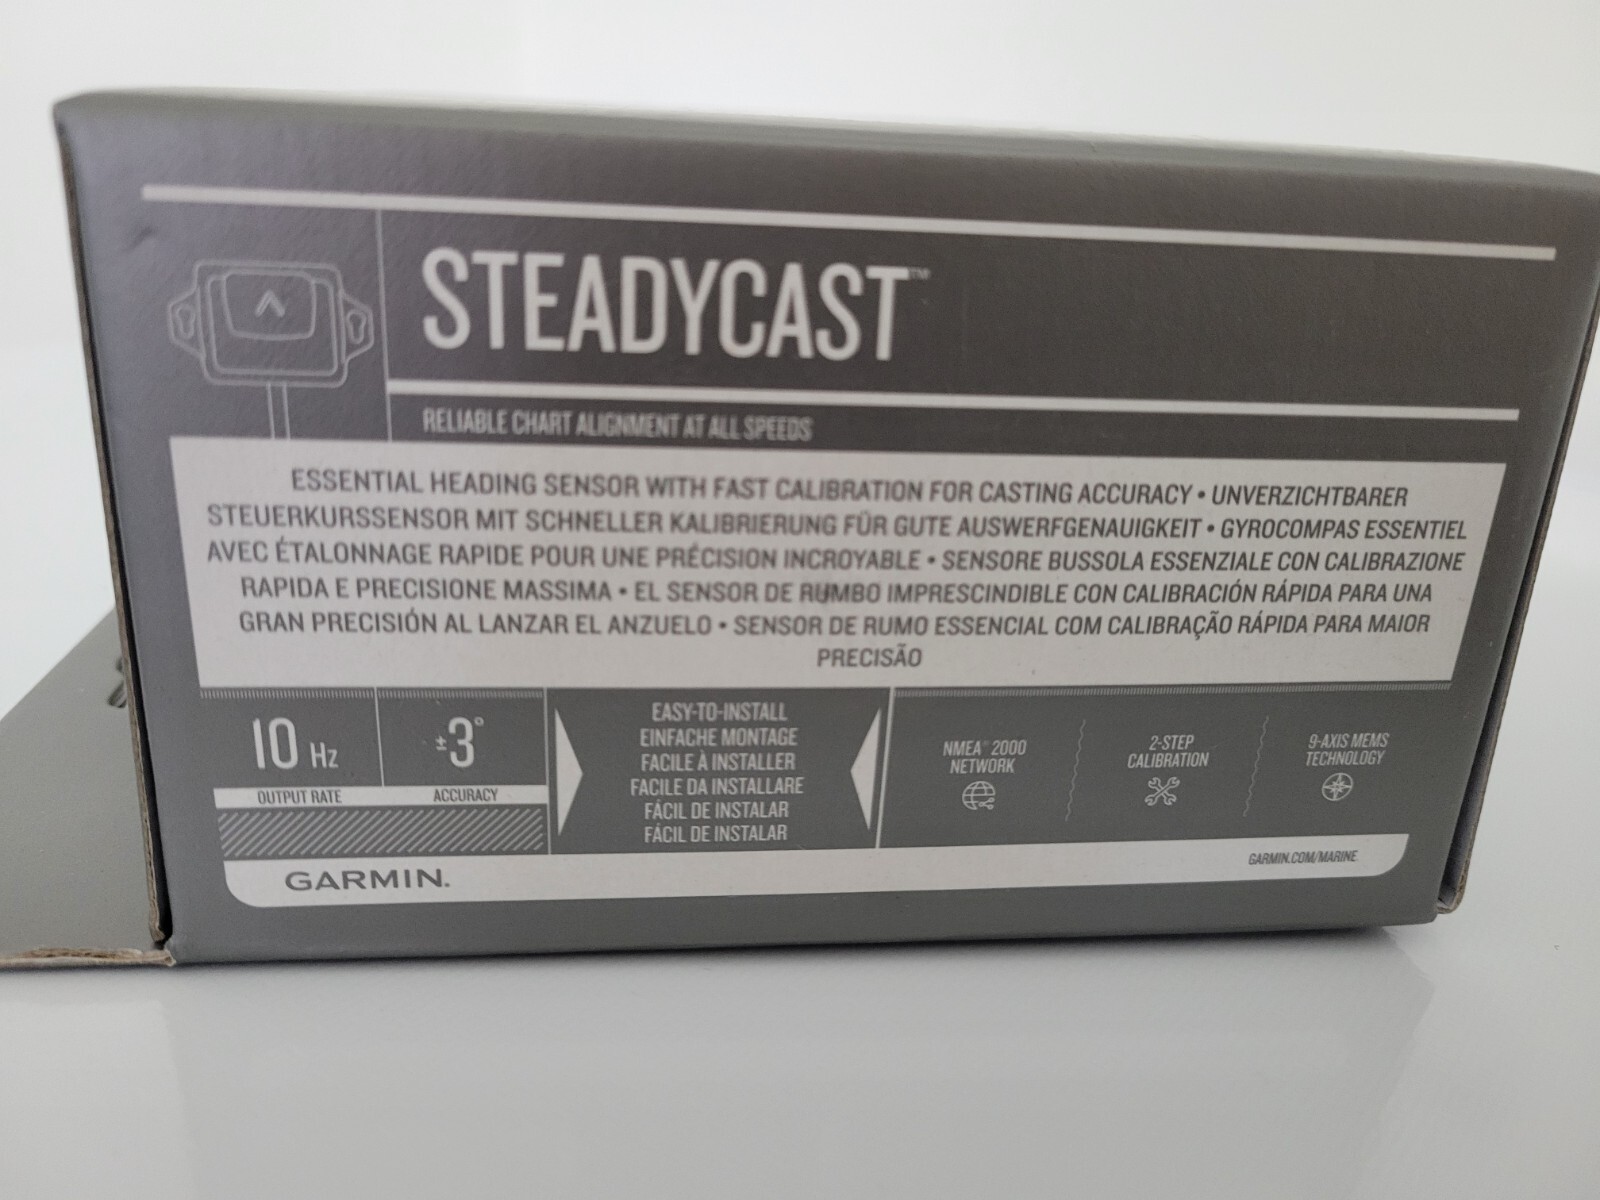 STEADYCAST™
RELIABLE CHART ALIGNMENT AT ALL SPEEDS
ESSENTIAL HEADING SENSOR WITH FAST CALIBRATION FOR CASTING ACCURACY • UNVERZICHTBARER
STEUERKURSSENSOR MIT SCHNELLER KALIBRIERUNG FÜR GUTE AUSWERFGENAUIGKEIT • GYROCOMPAS ESSENTIEL
AVEC ÉTALONNAGE RAPIDE POUR UNE PRÉCISION INCROYABLE • SENSORE BUSSOLA ESSENZIALE CON CALIBRAZIONE
RAPIDA E PRECISIONE MASSIMA • EL SENSOR DE RUMBO IMPRESCINDIBLE CON CALIBRACIÓN RÁPIDA PARA UNA
GRAN PRECISIÓN AL LANZAR EL ANZUELO • SENSOR DE RUMO ESSENCIAL COM CALIBRAÇÃO RÁPIDA PARA MAIOR
PRECISÃO
10 Hz
OUTPUT RATE
±3°
ACCURACY
EASY-TO-INSTALL
EINFACHE MONTAGE
FACILE À INSTALLER
FACILE DA INSTALLARE
FÁCIL DE INSTALAR
FÁCIL DE INSTALAR
NMEA® 2000
NETWORK
2-STEP
CALIBRATION
9-AXIS MEMS
TECHNOLOGY
GARMIN.
GARMIN.COM/MARINE